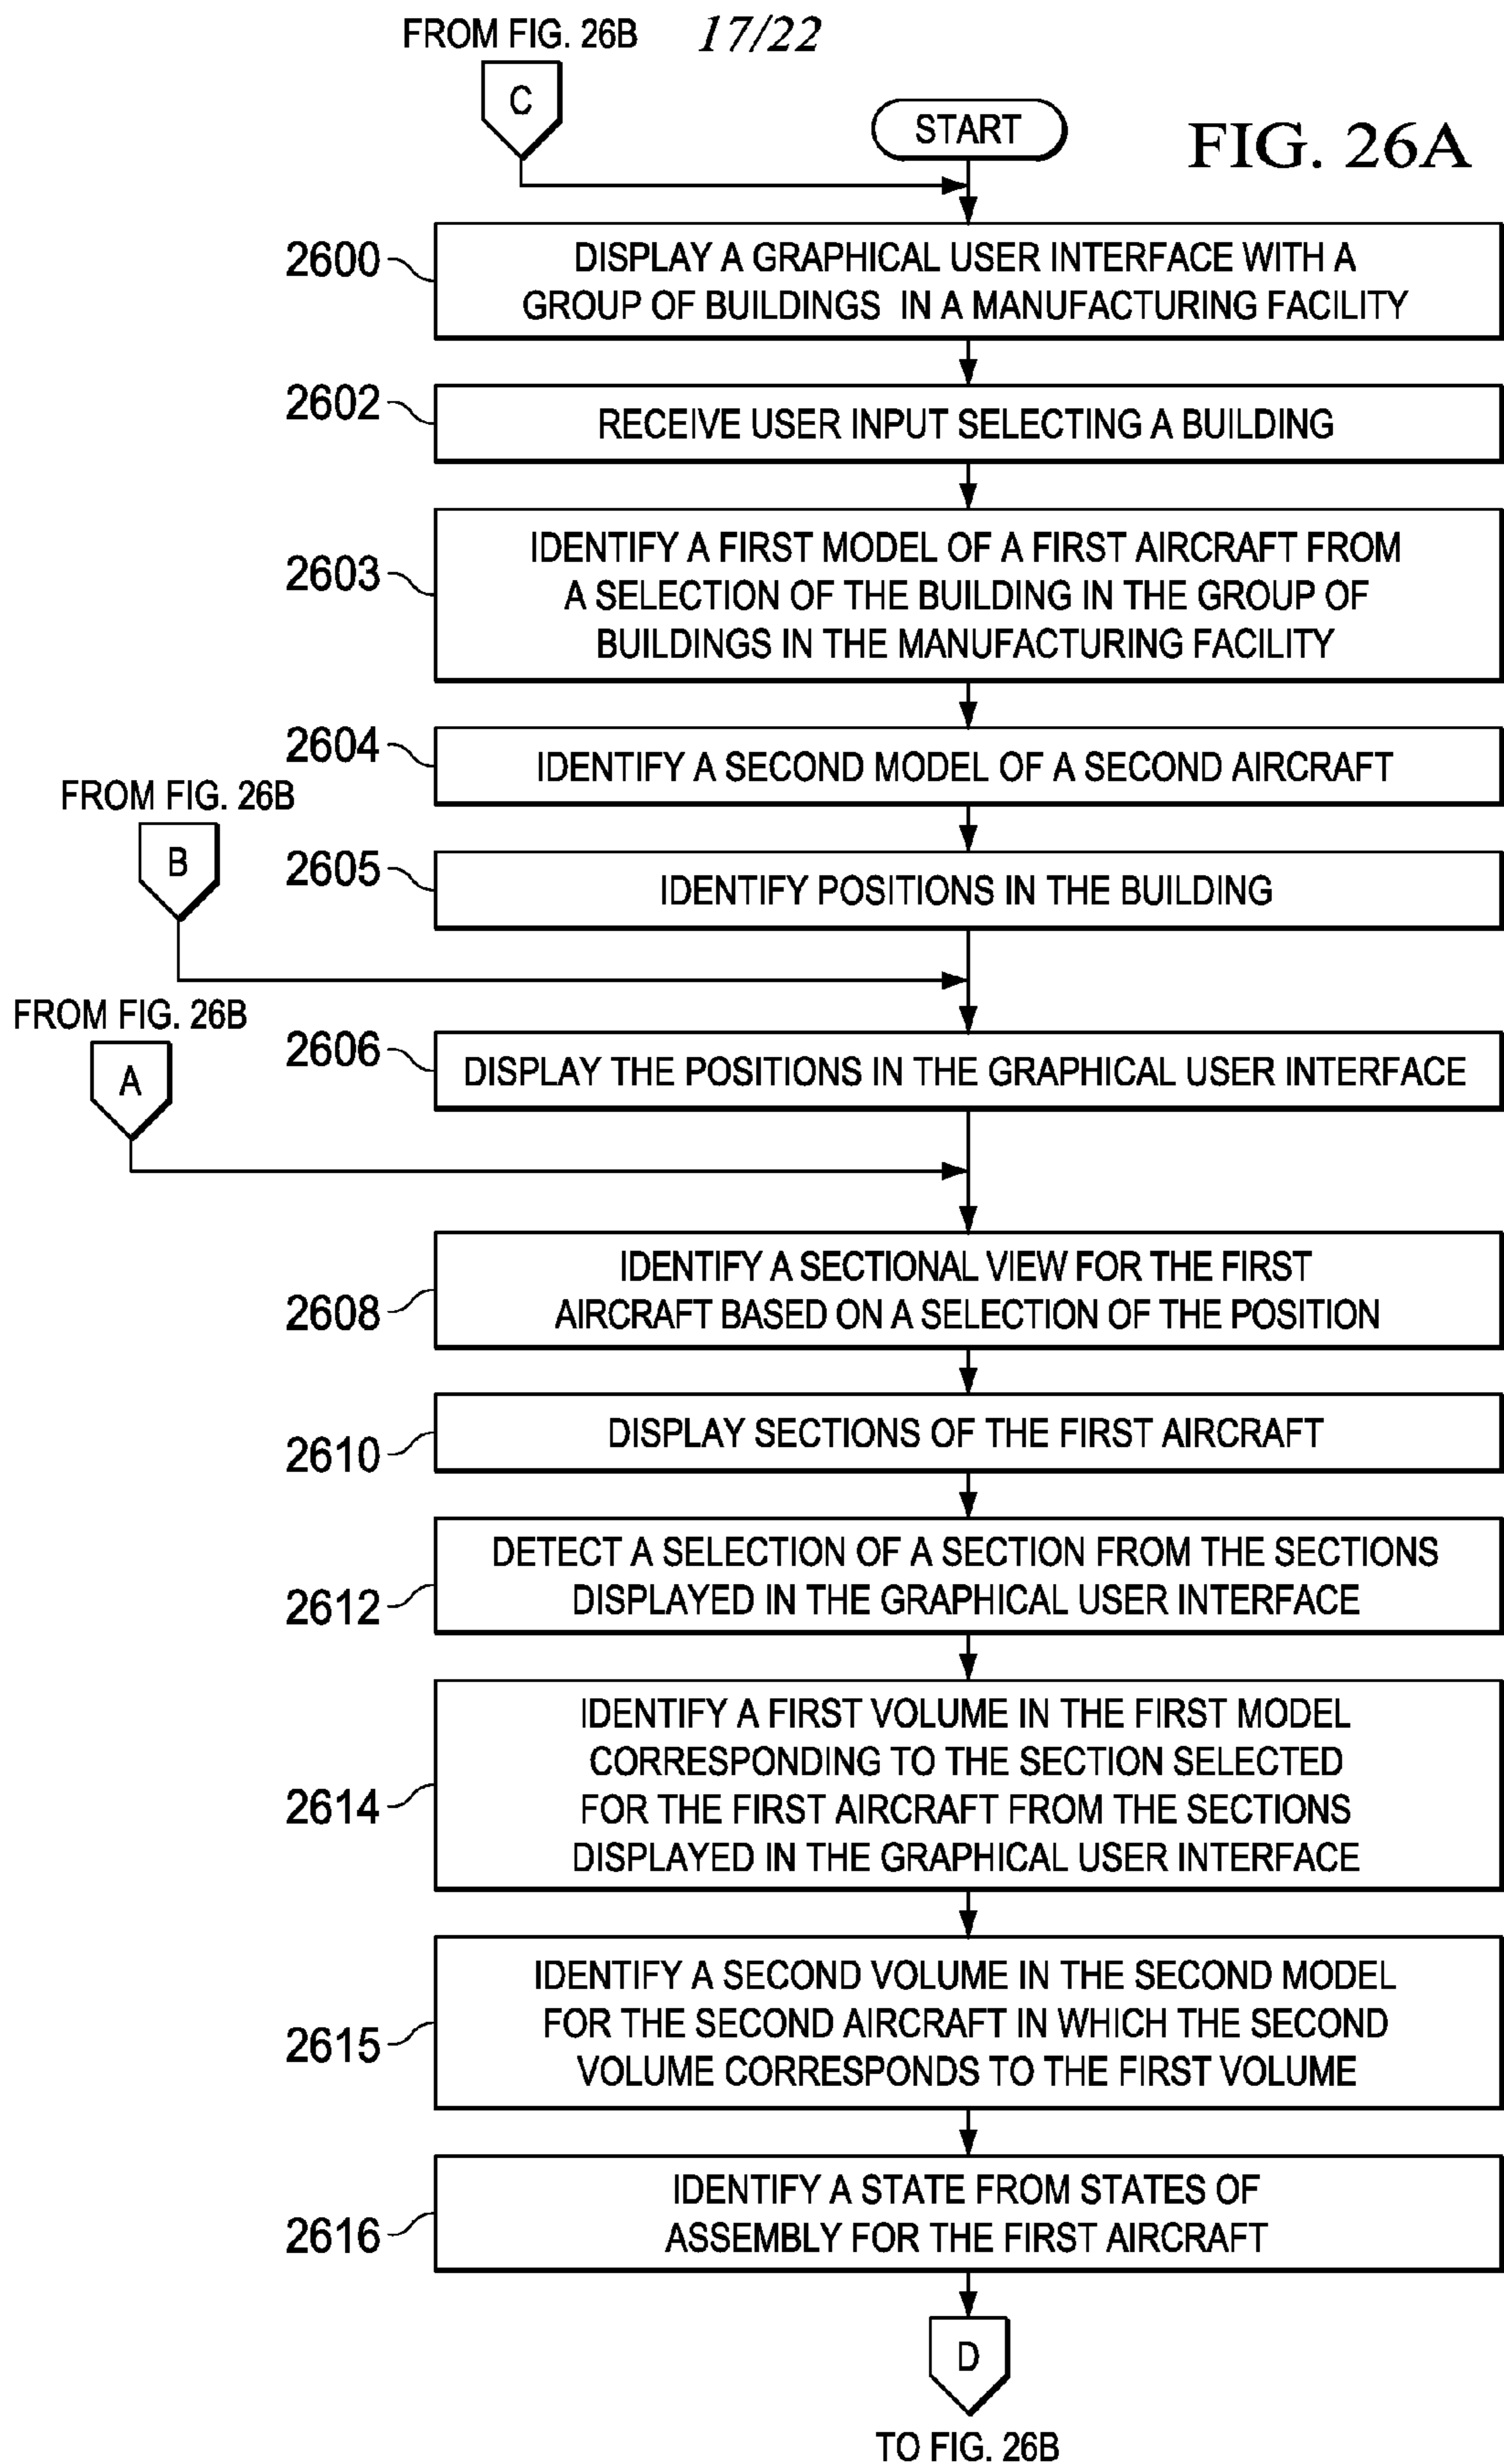 FROM FIG. 26B
17/22
C
START
FIG. 26A
2600
DISPLAY A GRAPHICAL USER INTERFACE WITH A
GROUP OF BUILDINGS IN A MANUFACTURING FACILITY
2602
RECEIVE USER INPUT SELECTING A BUILDING
2603
IDENTIFY A FIRST MODEL OF A FIRST AIRCRAFT FROM
A SELECTION OF THE BUILDING IN THE GROUP OF
BUILDINGS IN THE MANUFACTURING FACILITY
2604
IDENTIFY A SECOND MODEL OF A SECOND AIRCRAFT
FROM FIG. 26B
B
2605
IDENTIFY POSITIONS IN THE BUILDING
FROM FIG. 26B
A
2606
DISPLAY THE POSITIONS IN THE GRAPHICAL USER INTERFACE
2608
IDENTIFY A SECTIONAL VIEW FOR THE FIRST
AIRCRAFT BASED ON A SELECTION OF THE POSITION
2610
DISPLAY SECTIONS OF THE FIRST AIRCRAFT
2612
DETECT A SELECTION OF A SECTION FROM THE SECTIONS
DISPLAYED IN THE GRAPHICAL USER INTERFACE
2614
IDENTIFY A FIRST VOLUME IN THE FIRST MODEL
CORRESPONDING TO THE SECTION SELECTED
FOR THE FIRST AIRCRAFT FROM THE SECTIONS
DISPLAYED IN THE GRAPHICAL USER INTERFACE
2615
IDENTIFY A SECOND VOLUME IN THE SECOND MODEL
FOR THE SECOND AIRCRAFT IN WHICH THE SECOND
VOLUME CORRESPONDS TO THE FIRST VOLUME
2616
IDENTIFY A STATE FROM STATES OF
ASSEMBLY FOR THE FIRST AIRCRAFT
D
TO FIG. 26B